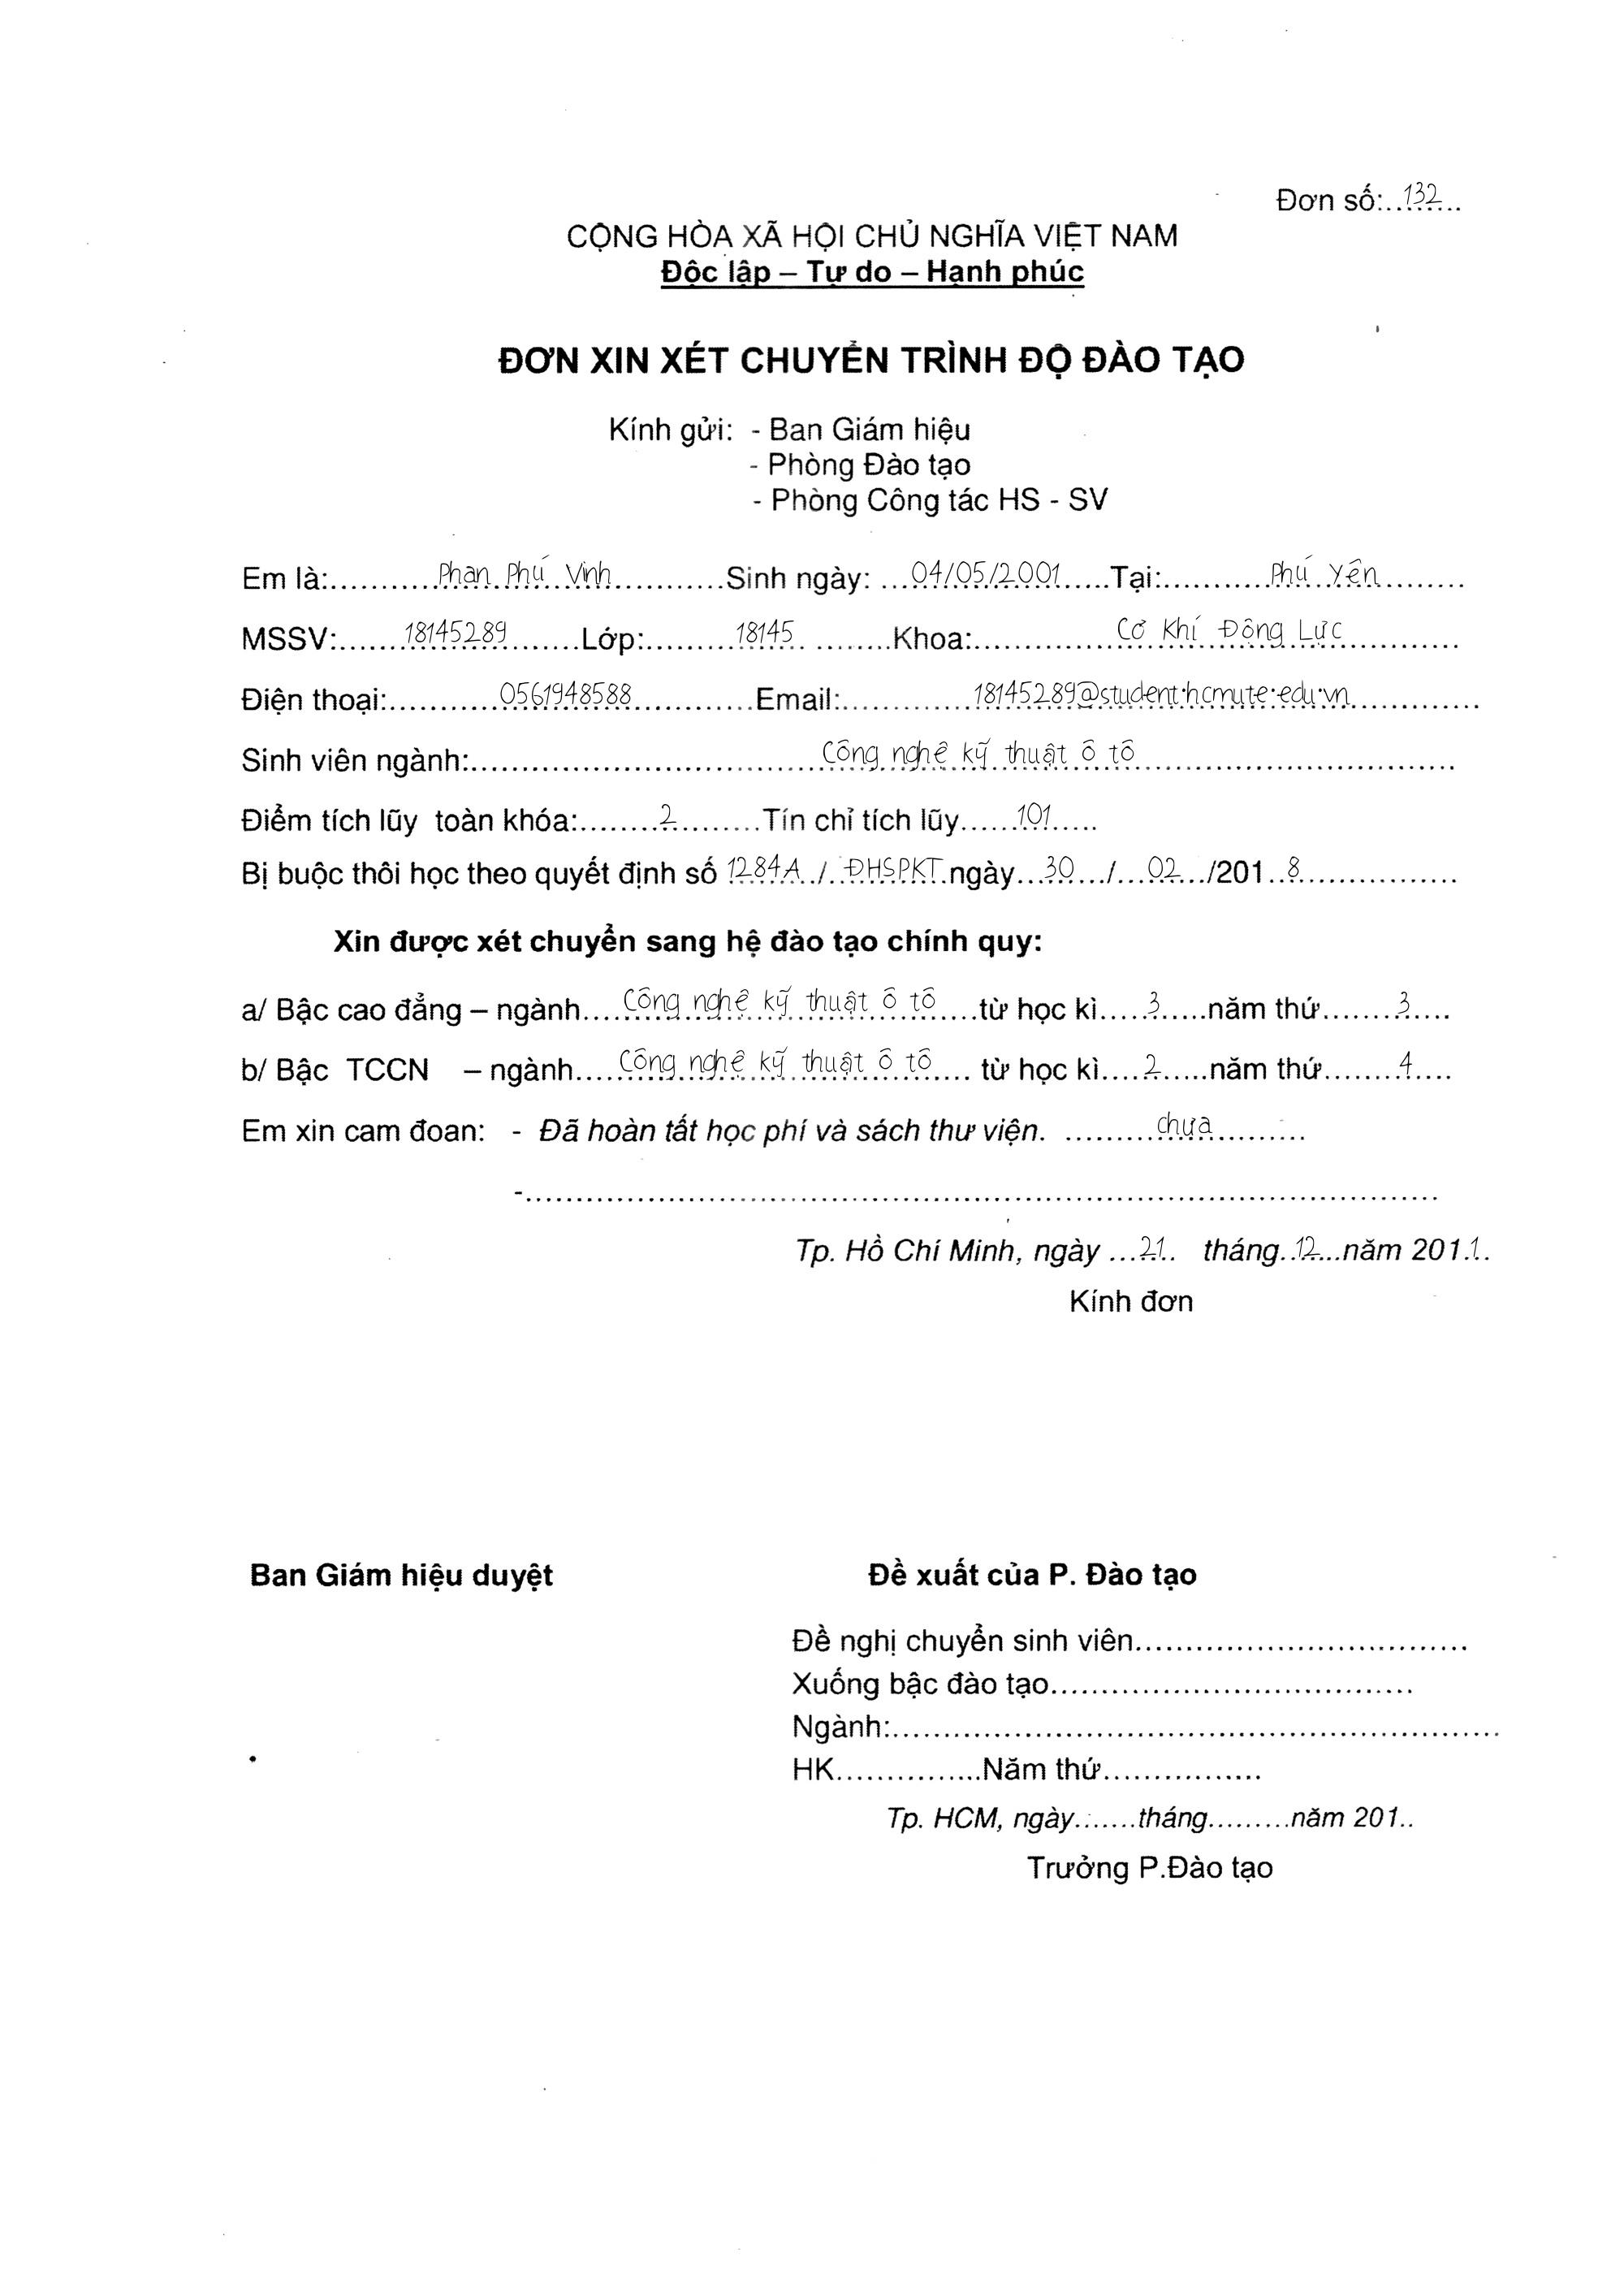 Đơn số:..132..
CỘNG HÒA XÃ HỘI CHỦ NGHĨA VIỆT NAM
Độc lập – Tự do – Hạnh phúc
ĐƠN XIN XÉT CHUYỂN TRÌNH ĐỘ ĐÀO TẠO
Kính gửi: - Ban Giám hiệu
- Phòng Đào tạo
- Phòng Công tác HS - SV
Em là:..........Phan Phú Vinh..........Sinh ngày: ...04/05/2001.....Tại:..........Phú Yên........
MSSV:......18145289.......Lớp:.........18145.. ........Khoa:..............Cơ Khí Động Lực...........
Điện thoại:..........0561948588............Email:.............18145289@student.hcmute.edu.vn.............
Sinh viên ngành:..................................Công nghệ kỹ thuật ô tô...............................
Điểm tích lũy toàn khóa:........2........Tín chỉ tích lũy......101.....
Bị buộc thôi học theo quyết định số 1284A../..ĐHSPKT.ngày...30.../...02.../201..8...............
Xin được xét chuyển sang hệ đào tạo chính quy:
a/ Bậc cao đẳng – ngành....Công nghệ kỹ thuật ô tô....từ học kì.....3.....năm thứ.......3....
b/ Bậc TCCN – ngành....Công nghệ kỹ thuật ô tô.... từ học kì....2.....năm thứ.......4....
Em xin cam đoan: - Đã hoàn tất học phí và sách thư viện. .........chưa.........
-..........................................................................................
Tp. Hồ Chí Minh, ngày ...21.. tháng..12...năm 201.1.
Kính đơn
Ban Giám hiệu duyệt
Đề xuất của P. Đào tạo
Đề nghị chuyển sinh viên................................
Xuống bậc đào tạo...................................
Ngành:...........................................................
HK...............Năm thứ................
Tp. HCM, ngày.......tháng.........năm 201..
Trưởng P.Đào tạo